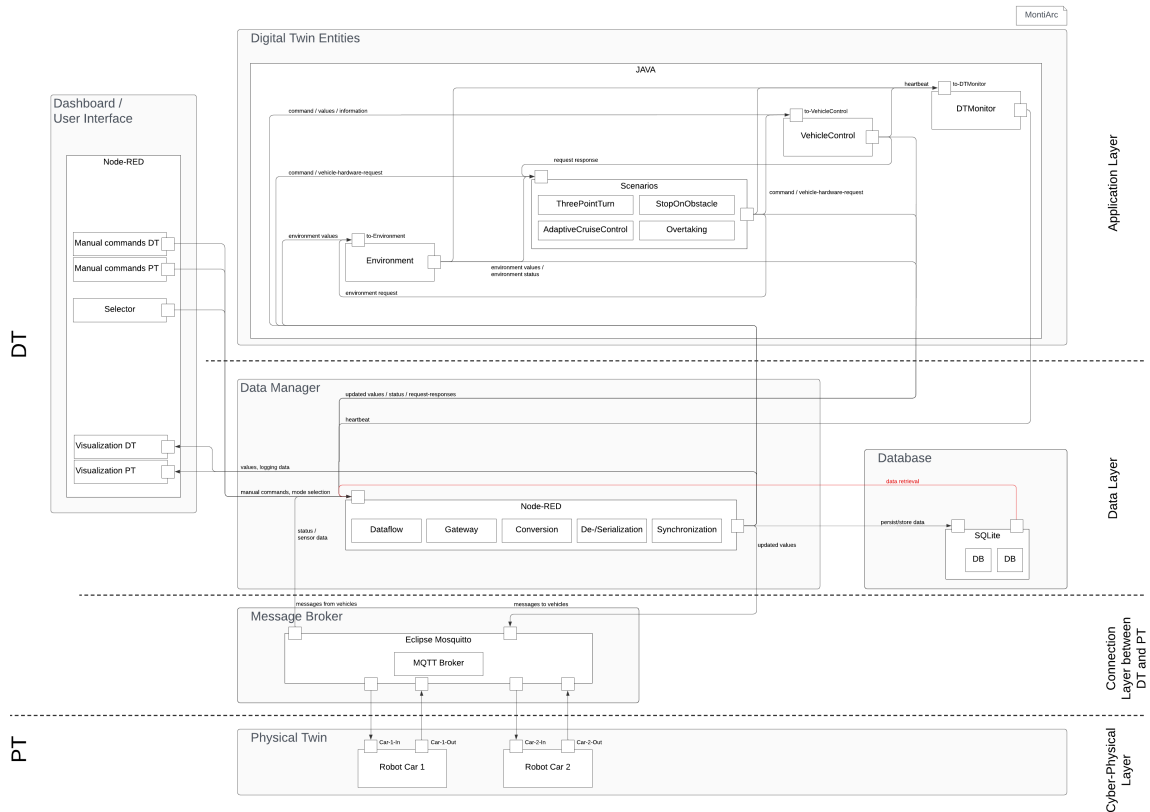 MontiArc
Digital Twin Entities
JAVA
heartbeat
to-DTMonitor
DTMonitor
command / values / information
to-VehicleControl
VehicleControl
request response
command / vehicle-hardware-request
Scenarios
ThreePointTurn
StopOnObstacle
AdaptiveCruiseControl
Overtaking
command / vehicle-hardware-request
environment values
to-Environment
Environment
environment values /
environment status
environment request
Application Layer
Dashboard /
User Interface
Node-RED
Manual commands DT
Manual commands PT
Selector
Visualization DT
Visualization PT
DT
Data Manager
updated values / status / request-responses
heartbeat
values, logging data
manual commands, mode selection
Node-RED
Dataflow
Gateway
Conversion
De-/Serialization
Synchronization
status /
sensor data
updated values
Database
data retrieval
persist/store data
SQLite
DB
DB
Data Layer
messages from vehicles
messages to vehicles
Message Broker
Eclipse Mosquitto
MQTT Broker
Connection
Layer between
DT and PT
PT
Physical Twin
Car-1-In
Car-1-Out
Robot Car 1
Car-2-In
Car-2-Out
Robot Car 2
Cyber-Physical
Layer